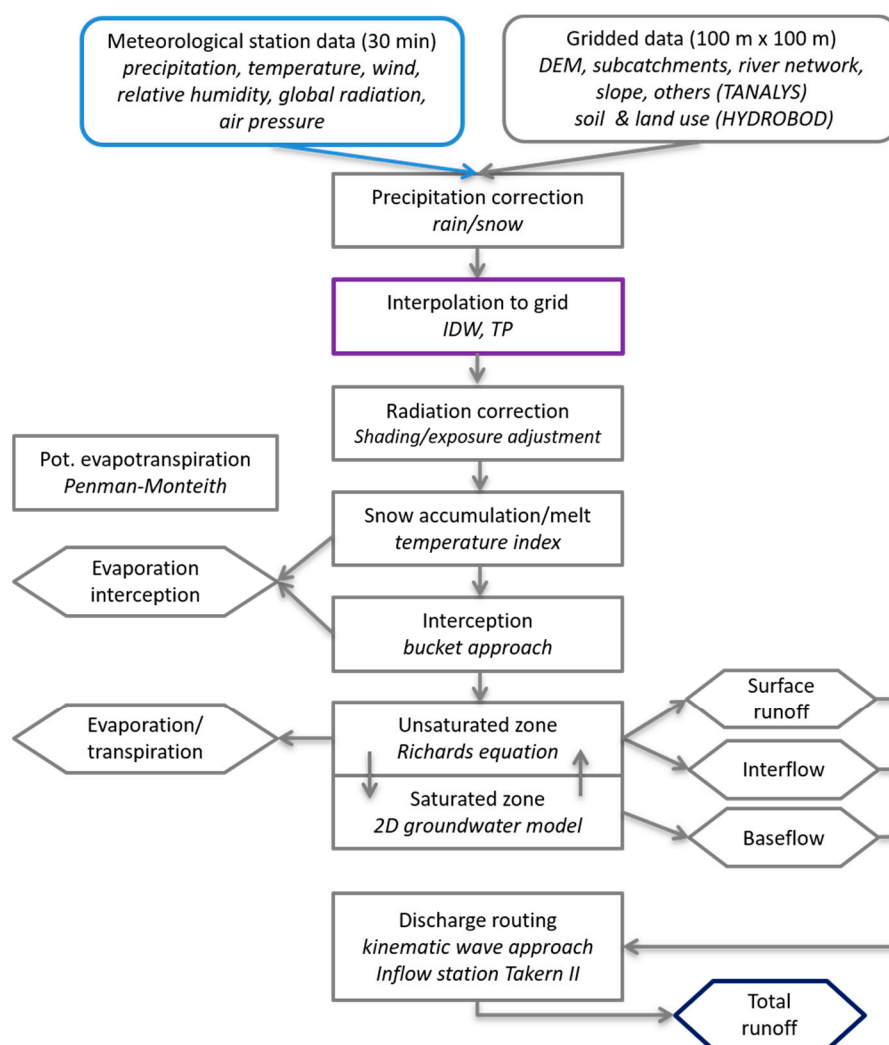 Meteorological station data (30 min)
precipitation, temperature, wind,
relative humidity, global radiation,
air pressure
Gridded data (100 m x 100 m)
DEM, subcatchments, river network,
slope, others (TANALYS)
soil & land use (HYDROBOD)
Precipitation correction
rain/snow
Interpolation to grid
IDW, TP
Radiation correction
Shading/exposure adjustment
Pot. evapotranspiration
Penman-Monteith
Snow accumulation/melt
temperature index
Evaporation
interception
Interception
bucket approach
Evaporation/
transpiration
Unsaturated zone
Richards equation
Saturated zone
2D groundwater model
Surface
runoff
Interflow
Baseflow
Discharge routing
kinematic wave approach
Inflow station Takern II
Total
runoff